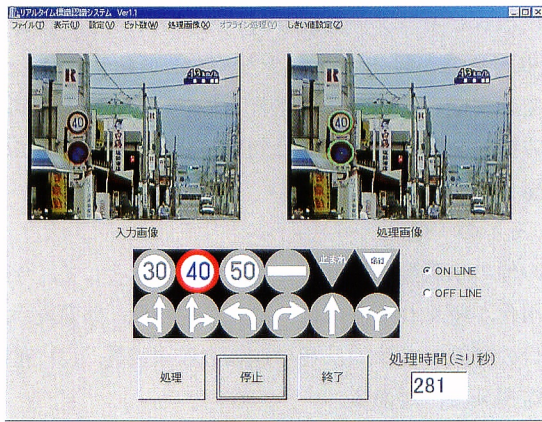 リアルタイム標識認識システム Ver1.1
ファイル(T) 表示(U) 設定(V) ビット数(W) 処理画像(X) オフライン処理(Y) しきい値設定(Z)
R
43km/h
40
R
43km/h
40
入力画像
処理画像
30 40 50 止まれ 徐行
ON LINE
OFF LINE
処理 停止 終了
処理時間(ミリ秒)
281